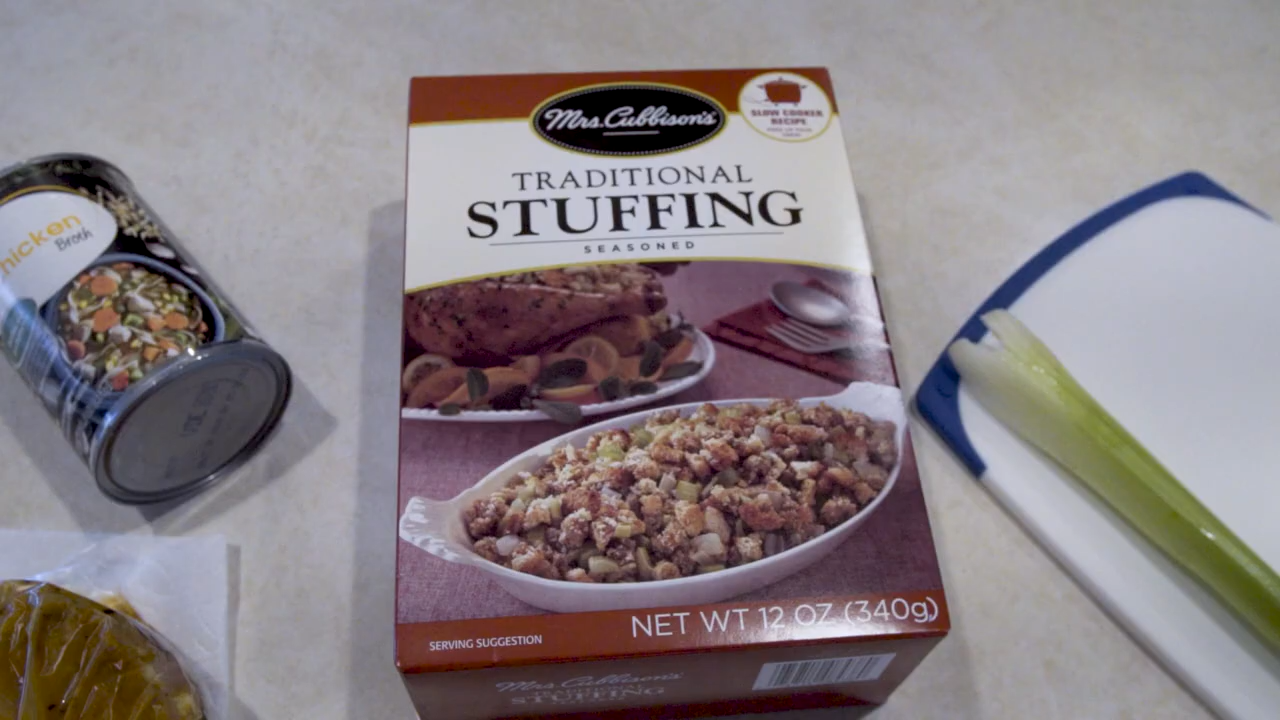 Mrs. Cubbison's
SLOW COOKER
RECIPE
TRADITIONAL
STUFFING
SEASONED
hicken
Broth
NET WT 12 OZ (340g)
SERVING SUGGESTION
Mrs. Cubbison's
TRADITIONAL
STUFFING